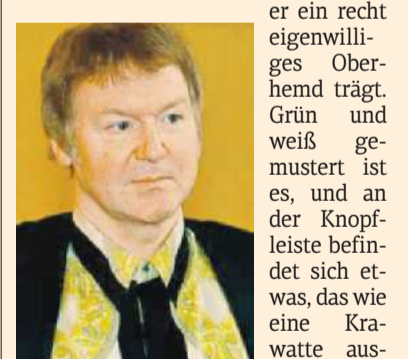 er ein recht
eigenwilli-
ges Ober-
hemd trägt.
Grün und
weiß ge-
mustert ist
es, und an
der Knopf-
leiste befin-
det sich et-
was, das wie
eine Kra-
watte aus-